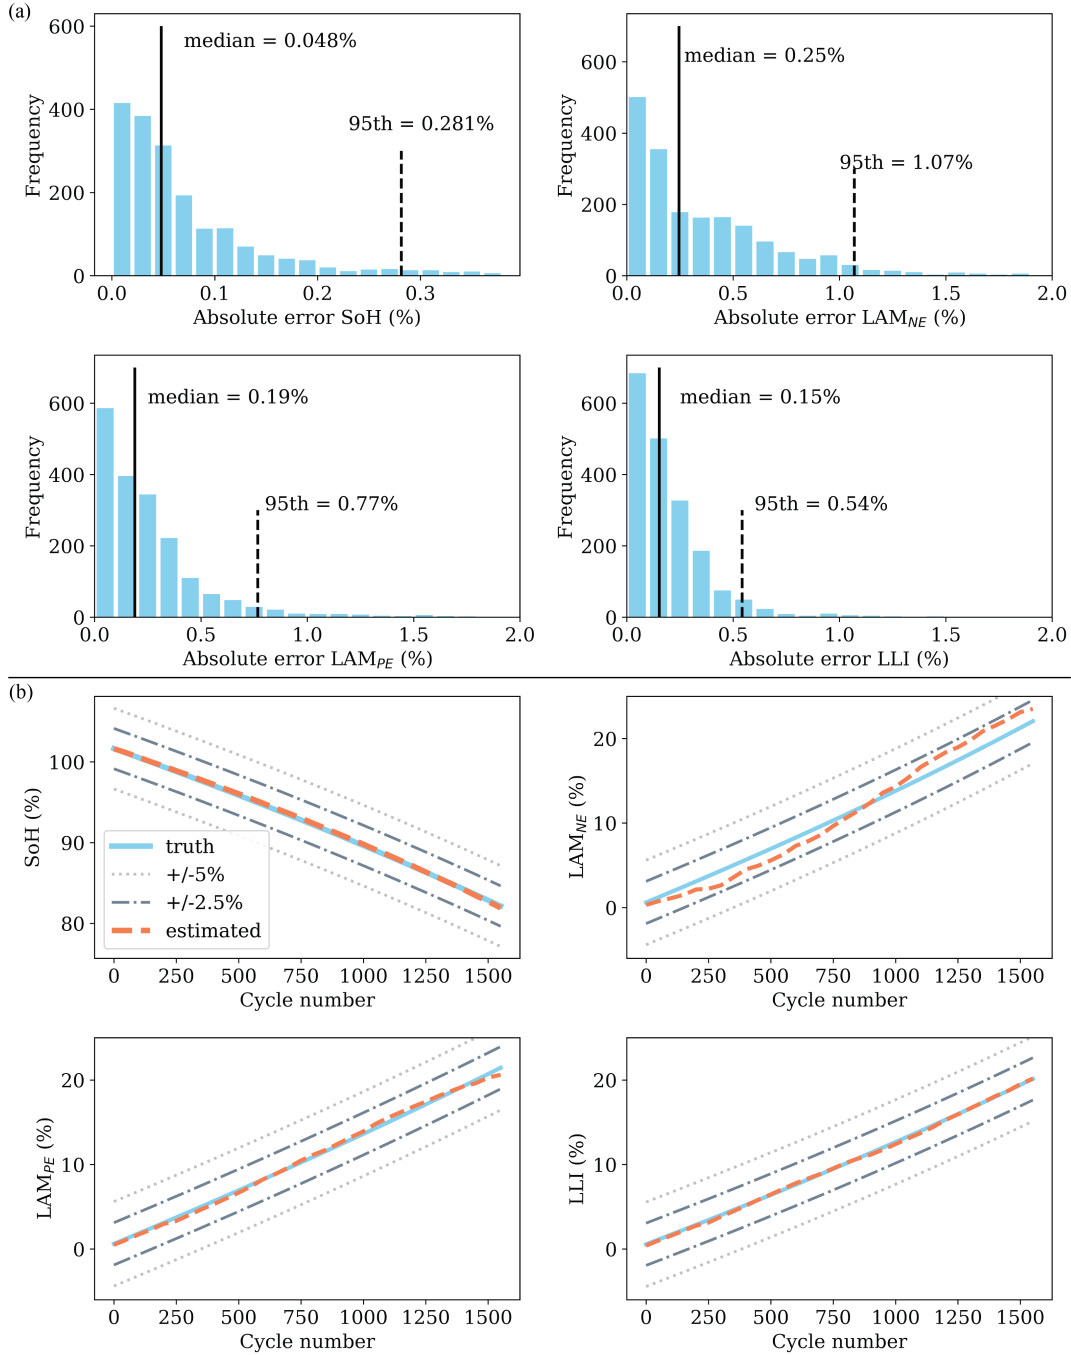 (a)
600
400
200
0
Frequency
median = 0.048%
95th = 0.281%
0.0 0.1 0.2 0.3
Absolute error SoH (%)
600
400
200
0
Frequency
median = 0.25%
95th = 1.07%
0.0 0.5 1.0 1.5 2.0
Absolute error LAM_NE (%)
600
400
200
0
Frequency
median = 0.19%
95th = 0.77%
0.0 0.5 1.0 1.5 2.0
Absolute error LAM_PE (%)
600
400
200
0
Frequency
median = 0.15%
95th = 0.54%
0.0 0.5 1.0 1.5 2.0
Absolute error LLI (%)
(b)
100
90
80
SoH (%)
truth
+/-5%
+/-2.5%
estimated
0 250 500 750 1000 1250 1500
Cycle number
20
10
0
LAM_NE (%)
0 250 500 750 1000 1250 1500
Cycle number
20
10
0
LAM_PE (%)
0 250 500 750 1000 1250 1500
Cycle number
20
10
0
LLI (%)
0 250 500 750 1000 1250 1500
Cycle number